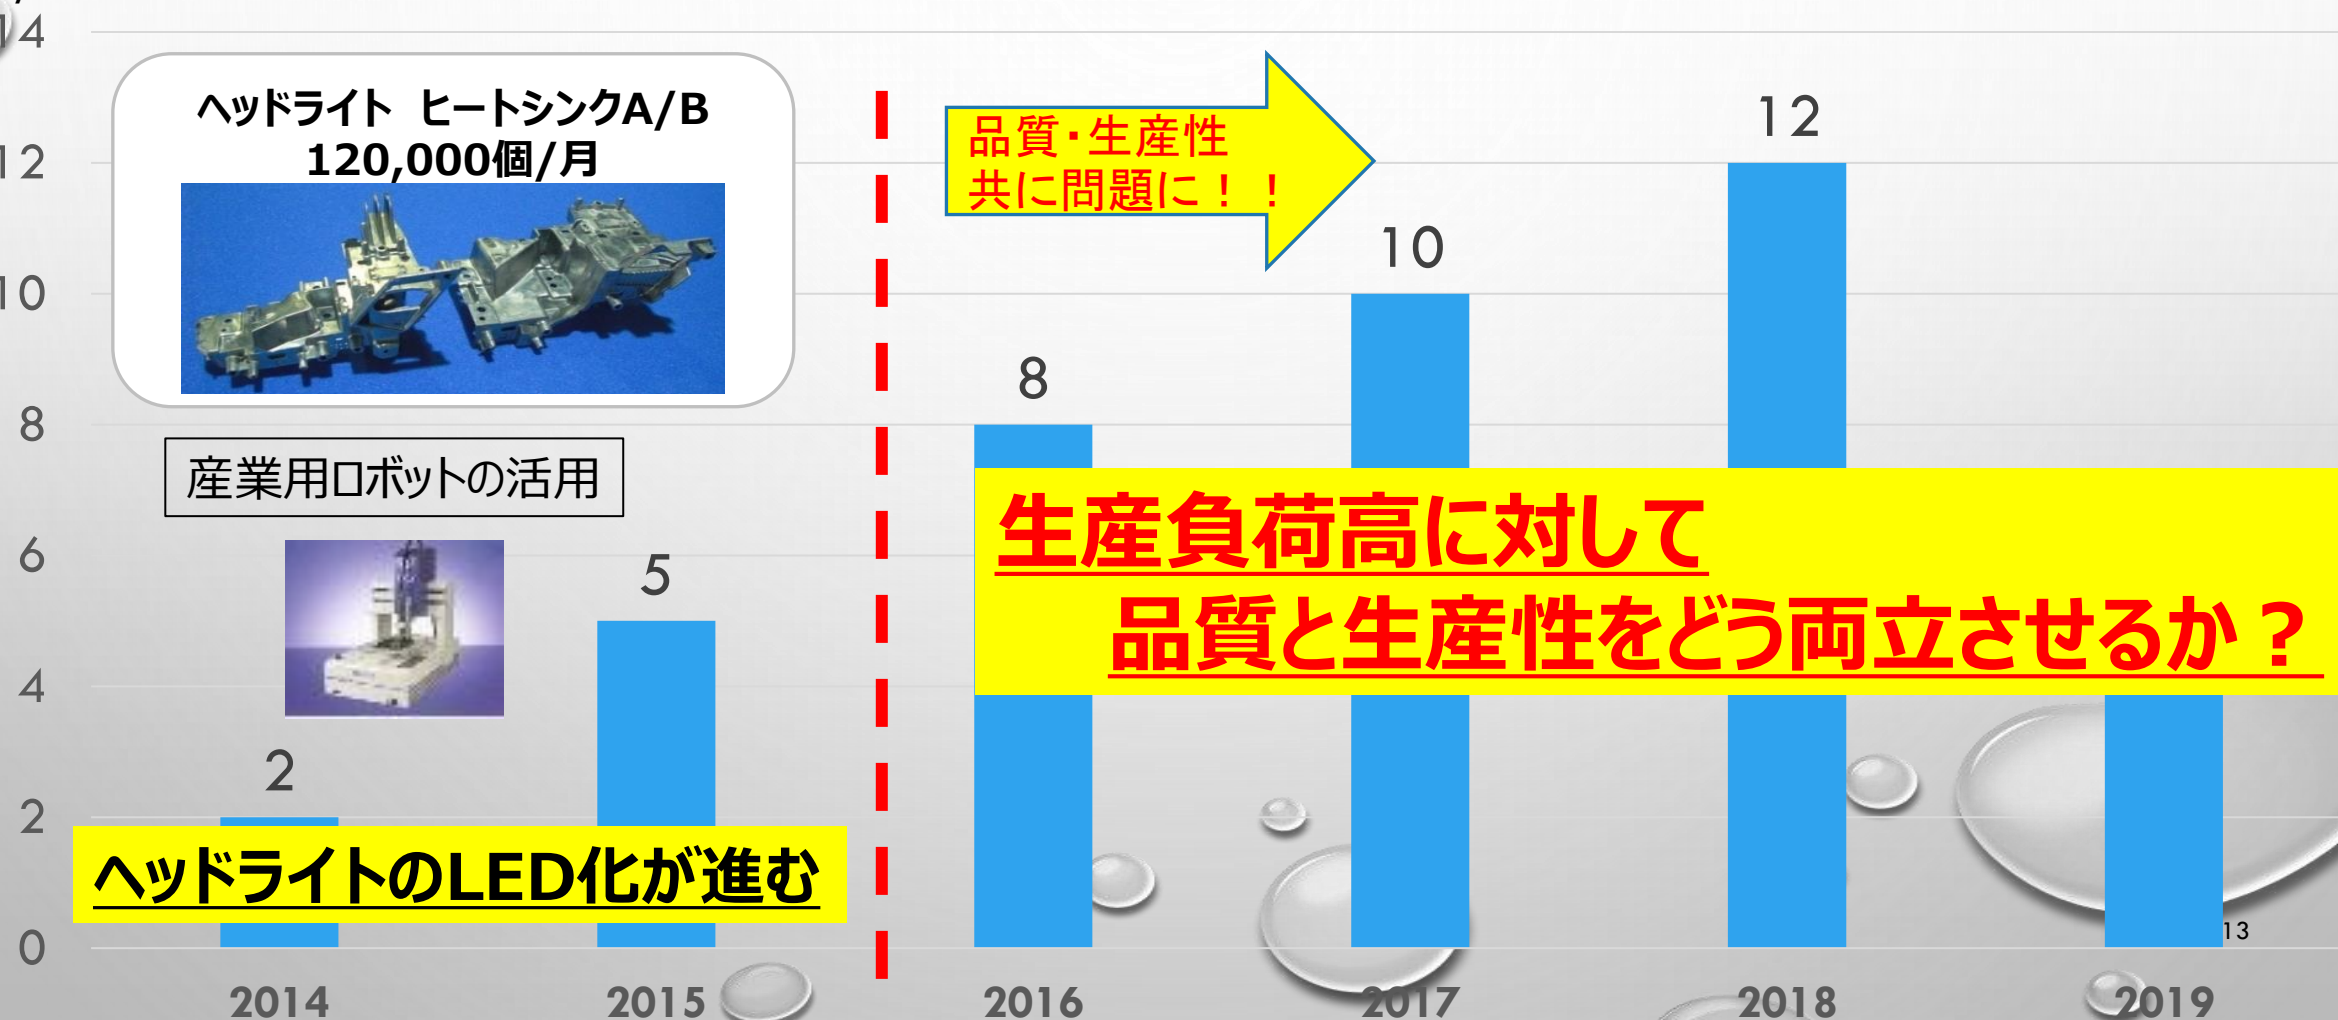 14
ヘッドライト ヒートシンクA/B
120,000個/月
品質・生産性
共に問題に！！
12
12
10
10
8
8
産業用ロボットの活用
生産負荷高に対して
品質と生産性をどう両立させるか？
6
5
4
2
2
ヘッドライトのLED化が進む
0
13
2014
2015
2016
2017
2018
2019